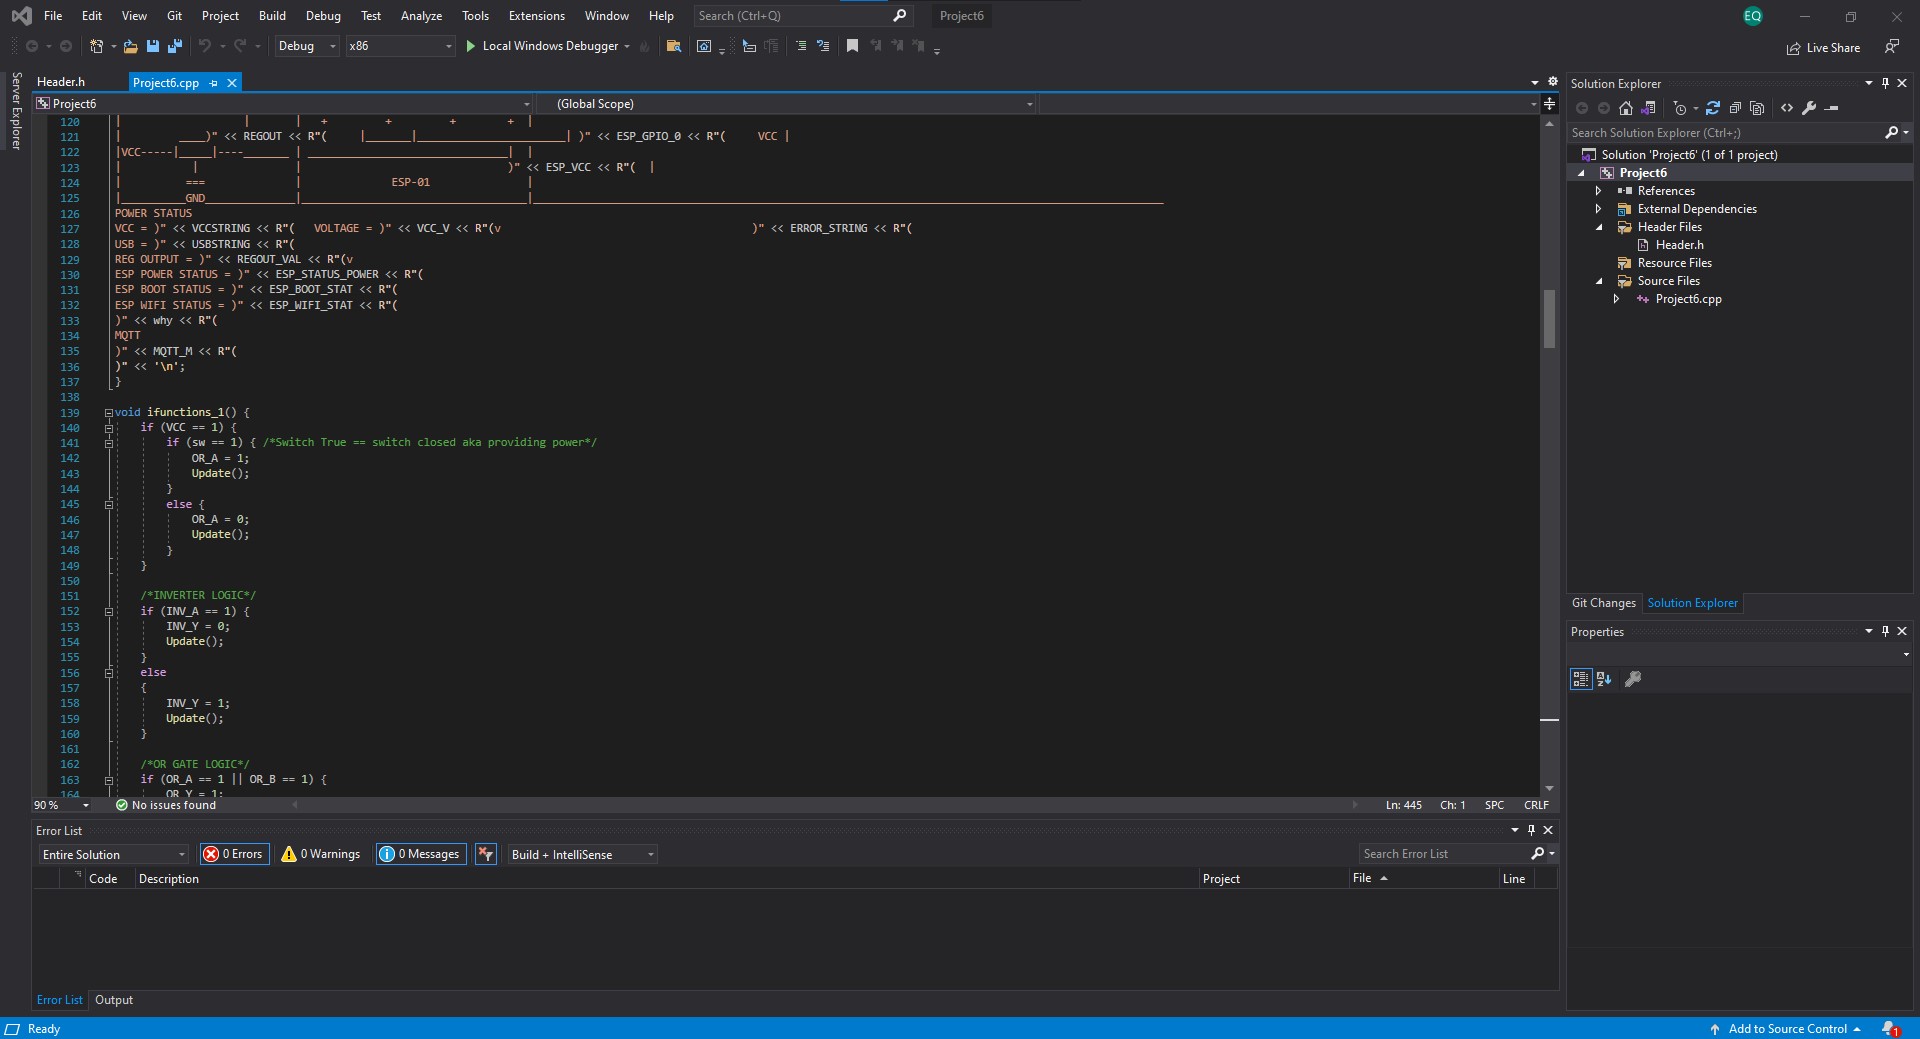 File Edit View Git Project Build Debug Test Analyze Tools Extensions Window Help Search (Ctrl+Q) Project6 EQ
Debug x86 Local Windows Debugger Live Share
Server Explorer
Header.h Project6.cpp
Project6 (Global Scope)
120 | | | + + + + |
121 | ____)" << REGOUT << R"( |_______|_______________________| )" << ESP_GPIO_0 << R"( VCC |
122 |VCC-----|_____|----_______ | _______________________________| |
123 | | | )" << ESP_VCC << R"( |
124 | === | ESP-01 |
125 |__________GND______________|___________________________________|__________________________________________________________________________________________________
126 POWER STATUS
127 VCC = )" << VCCSTRING << R"( VOLTAGE = )" << VCC_V << R"(v )" << ERROR_STRING << R"(
128 USB = )" << USBSTRING << R"(
129 REG OUTPUT = )" << REGOUT_VAL << R"(v
130 ESP POWER STATUS = )" << ESP_STATUS_POWER << R"(
131 ESP BOOT STATUS = )" << ESP_BOOT_STAT << R"(
132 ESP WIFI STATUS = )" << ESP_WIFI_STAT << R"(
133 )" << why << R"(
134 MQTT
135 )" << MQTT_M << R"(
136 )" << '\n';
137 }
138
139 void ifunctions_1() {
140 if (VCC == 1) {
141 if (sw == 1) { /*Switch True == switch closed aka providing power*/
142 OR_A = 1;
143 Update();
144 }
145 else {
146 OR_A = 0;
147 Update();
148 }
149 }
150
151 /*INVERTER LOGIC*/
152 if (INV_A == 1) {
153 INV_Y = 0;
154 Update();
155 }
156 else
157 {
158 INV_Y = 1;
159 Update();
160 }
161
162 /*OR GATE LOGIC*/
163 if (OR_A == 1 || OR_B == 1) {
164 OR_Y = 1;
90 % No issues found Ln: 445 Ch: 1 SPC CRLF
Error List
Entire Solution 0 Errors 0 Warnings 0 Messages Build + IntelliSense Search Error List
Code Description Project File Line
Error List Output
Solution Explorer
Search Solution Explorer (Ctrl+;)
Solution 'Project6' (1 of 1 project)
Project6
References
External Dependencies
Header Files
Header.h
Resource Files
Source Files
Project6.cpp
Git Changes Solution Explorer
Properties
Ready Add to Source Control 1